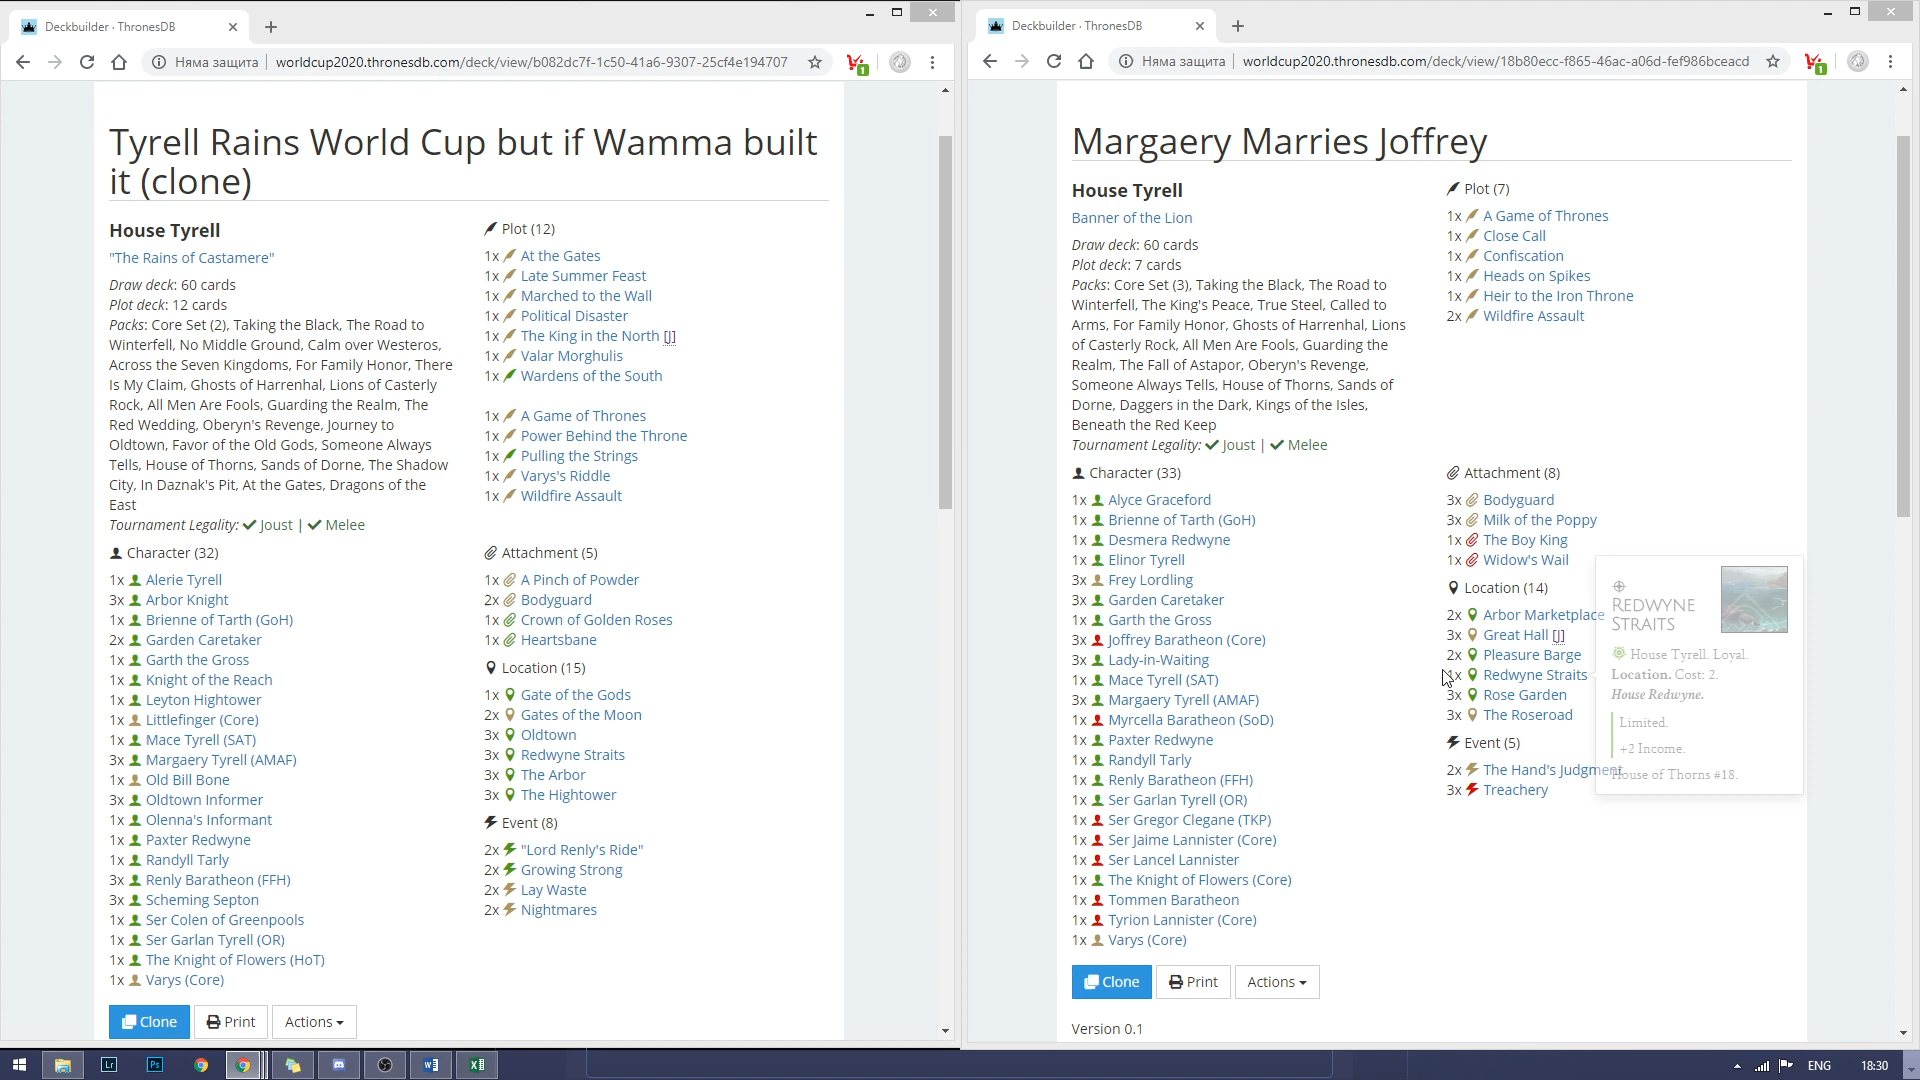 Deckbuilder · ThronesDB
Няма защита
worldcup2020.thronesdb.com/deck/view/b082dc7f-1c50-41a6-9307-25cf4e194707
1
Tyrell Rains World Cup but if Wamma built
it (clone)
House Tyrell
"The Rains of Castamere"
Draw deck: 60 cards
Plot deck: 12 cards
Packs: Core Set (2), Taking the Black, The Road to
Winterfell, No Middle Ground, Calm over Westeros,
Across the Seven Kingdoms, For Family Honor, There
Is My Claim, Ghosts of Harrenhal, Lions of Casterly
Rock, All Men Are Fools, Guarding the Realm, The
Red Wedding, Oberyn's Revenge, Journey to
Oldtown, Favor of the Old Gods, Someone Always
Tells, House of Thorns, Sands of Dorne, The Shadow
City, In Daznak's Pit, At the Gates, Dragons of the
East
Tournament Legality: Joust | Melee
Plot (12)
1x At the Gates
1x Late Summer Feast
1x Marched to the Wall
1x Political Disaster
1x The King in the North [J]
1x Valar Morghulis
1x Wardens of the South
1x A Game of Thrones
1x Power Behind the Throne
1x Pulling the Strings
1x Varys's Riddle
1x Wildfire Assault
Character (32)
1x Alerie Tyrell
3x Arbor Knight
1x Brienne of Tarth (GoH)
2x Garden Caretaker
1x Garth the Gross
1x Knight of the Reach
1x Leyton Hightower
1x Littlefinger (Core)
1x Mace Tyrell (SAT)
3x Margaery Tyrell (AMAF)
1x Old Bill Bone
3x Oldtown Informer
1x Olenna's Informant
1x Paxter Redwyne
1x Randyll Tarly
3x Renly Baratheon (FFH)
3x Scheming Septon
1x Ser Colen of Greenpools
1x Ser Garlan Tyrell (OR)
1x The Knight of Flowers (HoT)
1x Varys (Core)
Attachment (5)
1x A Pinch of Powder
2x Bodyguard
1x Crown of Golden Roses
1x Heartsbane
Location (15)
1x Gate of the Gods
2x Gates of the Moon
3x Oldtown
3x Redwyne Straits
3x The Arbor
3x The Hightower
Event (8)
2x "Lord Renly's Ride"
2x Growing Strong
2x Lay Waste
2x Nightmares
Clone
Print
Actions
Deckbuilder · ThronesDB
Няма защита
worldcup2020.thronesdb.com/deck/view/18b80ecc-f865-46ac-a06d-fef986bceacd
1
Margaery Marries Joffrey
House Tyrell
Banner of the Lion
Draw deck: 60 cards
Plot deck: 7 cards
Packs: Core Set (3), Taking the Black, The Road to
Winterfell, The King's Peace, True Steel, Called to
Arms, For Family Honor, Ghosts of Harrenhal, Lions
of Casterly Rock, All Men Are Fools, Guarding the
Realm, The Fall of Astapor, Oberyn's Revenge,
Someone Always Tells, House of Thorns, Sands of
Dorne, Daggers in the Dark, Kings of the Isles,
Beneath the Red Keep
Tournament Legality: Joust | Melee
Plot (7)
1x A Game of Thrones
1x Close Call
1x Confiscation
1x Heads on Spikes
1x Heir to the Iron Throne
2x Wildfire Assault
Character (33)
1x Alyce Graceford
1x Brienne of Tarth (GoH)
1x Desmera Redwyne
1x Elinor Tyrell
3x Frey Lordling
3x Garden Caretaker
1x Garth the Gross
3x Joffrey Baratheon (Core)
3x Lady-in-Waiting
1x Mace Tyrell (SAT)
3x Margaery Tyrell (AMAF)
1x Myrcella Baratheon (SoD)
1x Paxter Redwyne
1x Randyll Tarly
1x Renly Baratheon (FFH)
1x Ser Garlan Tyrell (OR)
1x Ser Gregor Clegane (TKP)
1x Ser Jaime Lannister (Core)
1x Ser Lancel Lannister
1x The Knight of Flowers (Core)
1x Tommen Baratheon
1x Tyrion Lannister (Core)
1x Varys (Core)
Attachment (8)
3x Bodyguard
3x Milk of the Poppy
1x The Boy King
1x Widow's Wail
Location (14)
2x Arbor Marketplace
3x Great Hall [J]
2x Pleasure Barge
1x Redwyne Straits
3x Rose Garden
3x The Roseroad
Event (5)
2x The Hand's Judgment
3x Treachery
REDWYNE
STRAITS
House Tyrell. Loyal.
Location. Cost: 2.
House Redwyne.
Limited.
+2 Income.
House of Thorns #18.
Clone
Print
Actions
Version 0.1
Lr
Ps
ENG
18:30